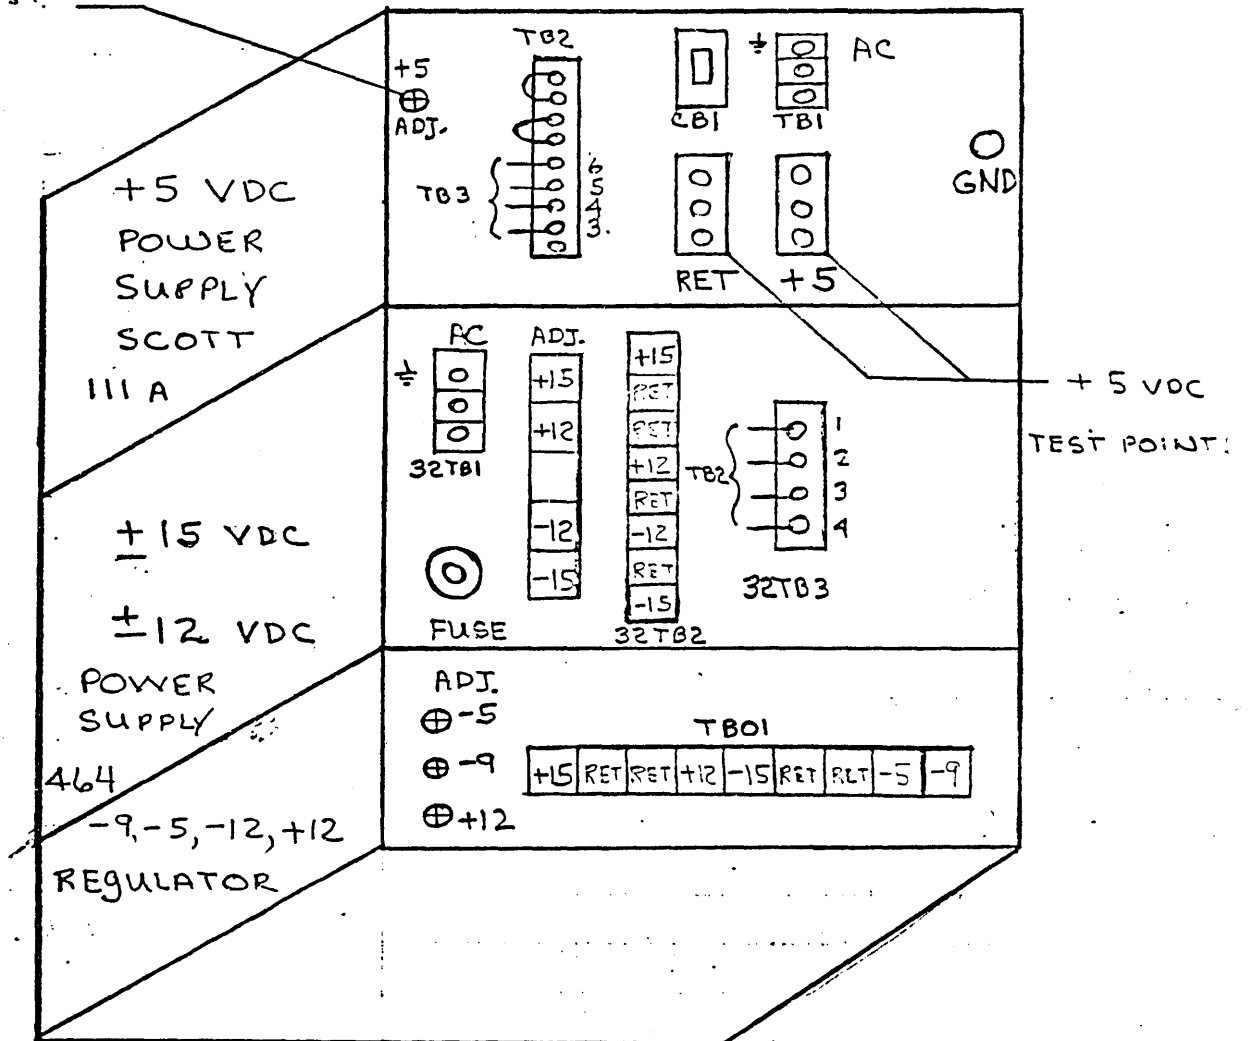 +5
ADJ.
TB2
TB3
6
5
4
3.
CB1
AC
TB1
GND
RET
+5
+5 VDC
POWER
SUPPLY
SCOTT
111 A
AC
32TB1
FUSE
ADJ.
+15
+12
-12
-15
+15
RET
RET
+12
RET
-12
RET
-15
32TB2
TB2
1
2
3
4
32TB3
+ 5 VDC
TEST POINT:
± 15 VDC
±12 VDC
POWER
SUPPLY
464
ADJ.
-5
-9
+12
TB01
+15 RET RET +12 -15 RET RET -5 -9
-9, -5, -12, +12
REGULATOR